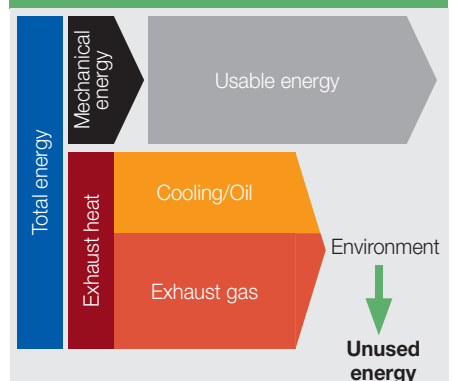 Total energy
Mechanical
energy
Usable energy
Exhaust heat
Cooling/Oil
Exhaust gas
Environment
Unused
energy